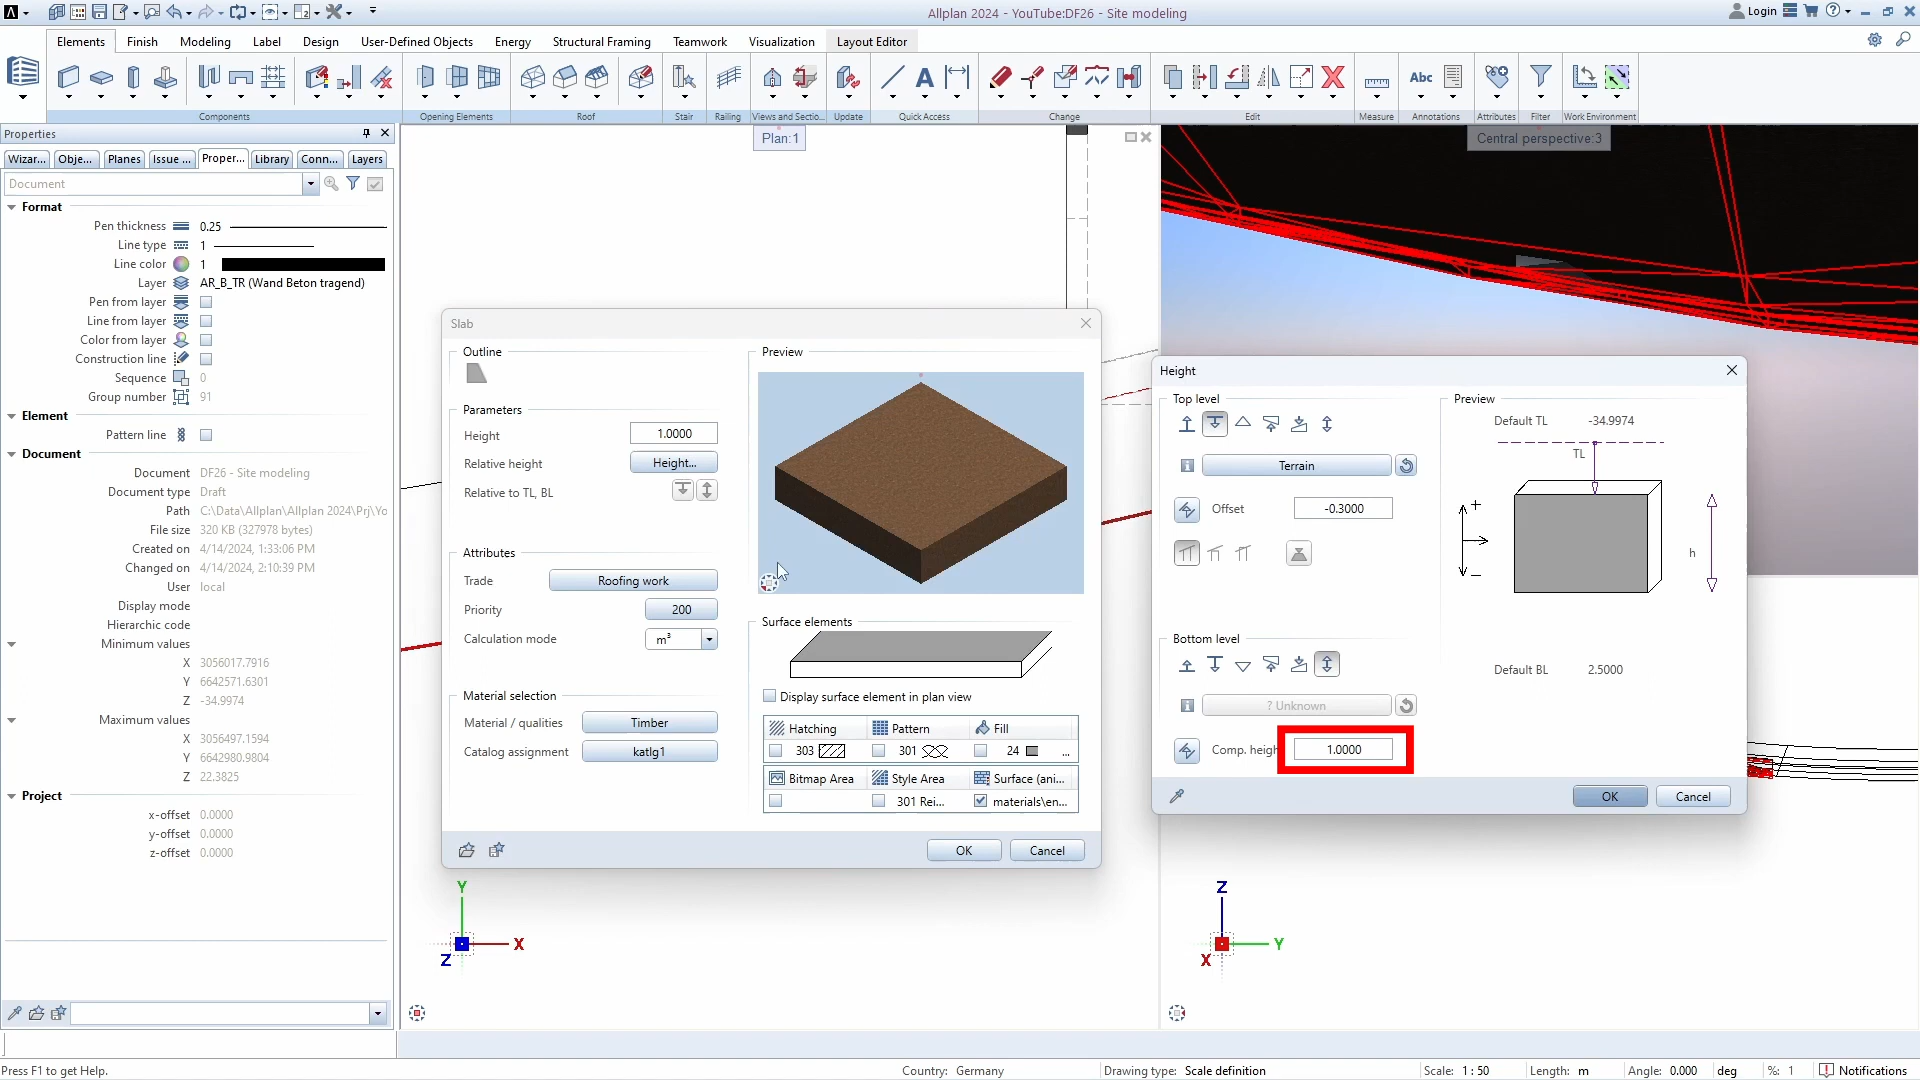 Allplan 2024 - YouTube:DF26 - Site modeling
Login
Elements
Finish
Modeling
Label
Design
User-Defined Objects
Energy
Structural Framing
Teamwork
Visualization
Layout Editor
Abc
Components
Opening Elements
Roof
Stair
Railing
Views and Sectio...
Update
Quick Access
Change
Edit
Measure
Annotations
Attributes
Filter
Work Environment
Properties
Wizar...
Obje...
Planes
Issue ...
Proper...
Library
Conn...
Layers
Document
Format
Pen thickness 0.25
Line type 1
Line color 1
Layer AR_B_TR (Wand Beton tragend)
Pen from layer
Line from layer
Color from layer
Construction line
Sequence 0
Group number 91
Element
Pattern line
Document
Document DF26 - Site modeling
Document type Draft
Path C:\Data\Allplan\Allplan 2024\Prj\Yo
File size 320 KB (327978 bytes)
Created on 4/14/2024, 1:33:06 PM
Changed on 4/14/2024, 2:10:39 PM
User local
Display mode
Hierarchic code
Minimum values
X 3056017.7916
Y 6642571.6301
Z -34.9974
Maximum values
X 3056497.1594
Y 6642980.9804
Z 22.3825
Project
x-offset 0.0000
y-offset 0.0000
z-offset 0.0000
Plan:1
Central perspective:3
Slab
Outline
Parameters
Height 1.0000
Relative height Height...
Relative to TL, BL
Attributes
Trade Roofing work
Priority 200
Calculation mode m³
Material selection
Material / qualities Timber
Catalog assignment katlg1
Preview
Surface elements
Display surface element in plan view
Hatching Pattern Fill
303 301 24 ...
Bitmap Area Style Area Surface (ani...
301 Rei... materials\en...
OK Cancel
Height
Top level
Terrain
Offset -0.3000
Bottom level
? Unknown
Comp. heigh 1.0000
Preview
Default TL -34.9974
TL
+
h
−
Default BL 2.5000
OK Cancel
Y
X
Z
Z
Y
X
Press F1 to get Help.
Country: Germany
Drawing type: Scale definition
Scale: 1 : 50
Length: m
Angle: 0.000 deg
%: 1
Notifications